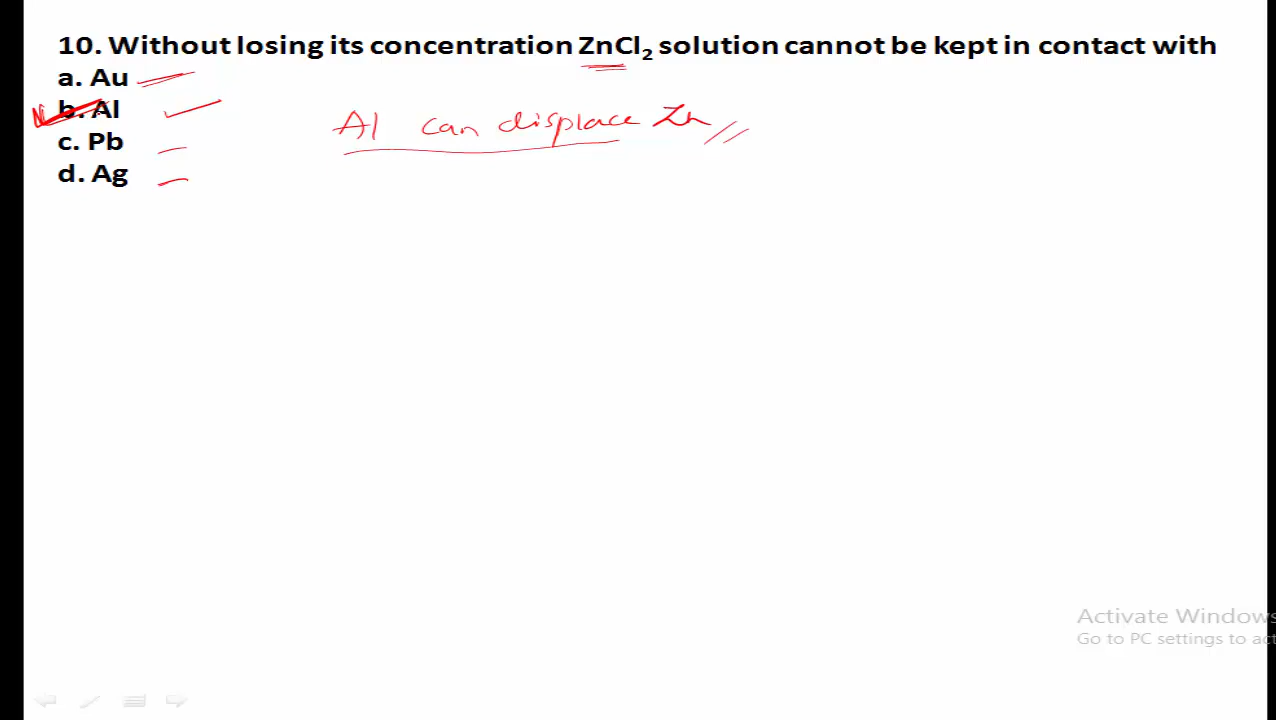 10. Without losing its concentration ZnCl₂ solution cannot be kept in contact with
a. Au
b. Al
c. Pb
d. Ag
Al can displace Zn
Activate Windows
Go to PC settings to act